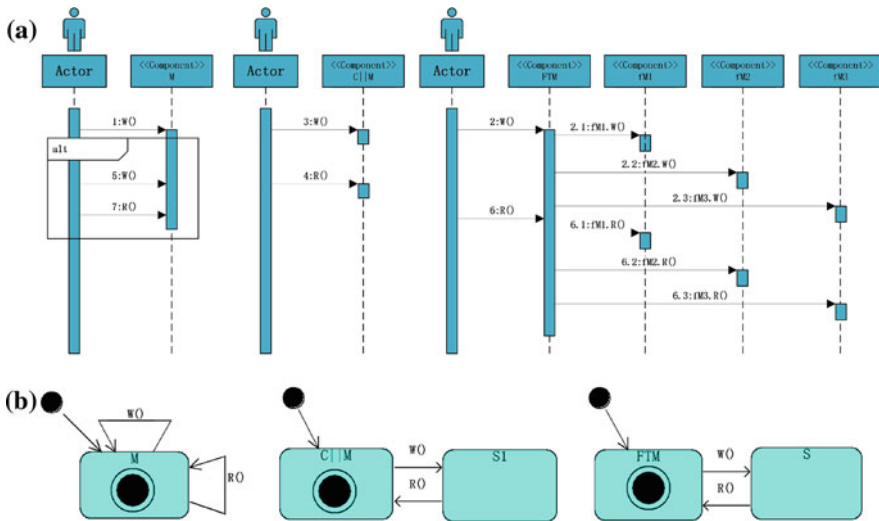 (a)
Actor
<<Component>>
M
Actor
<<Component>>
C||M
Actor
<<Component>>
FTM
<<Component>>
fM1
<<Component>>
fM2
<<Component>>
fM3
1:W()
3:W()
2:W()
2.1:fM1.W()
alt
2.2:fM2.W()
5:W()
4:R()
2.3:fM3.W()
7:R()
6:R()
6.1:fM1.R()
6.2:fM2.R()
6.3:fM3.R()
(b)
W()
M
R()
C||M
W()
R()
S1
FTM
W()
R()
S